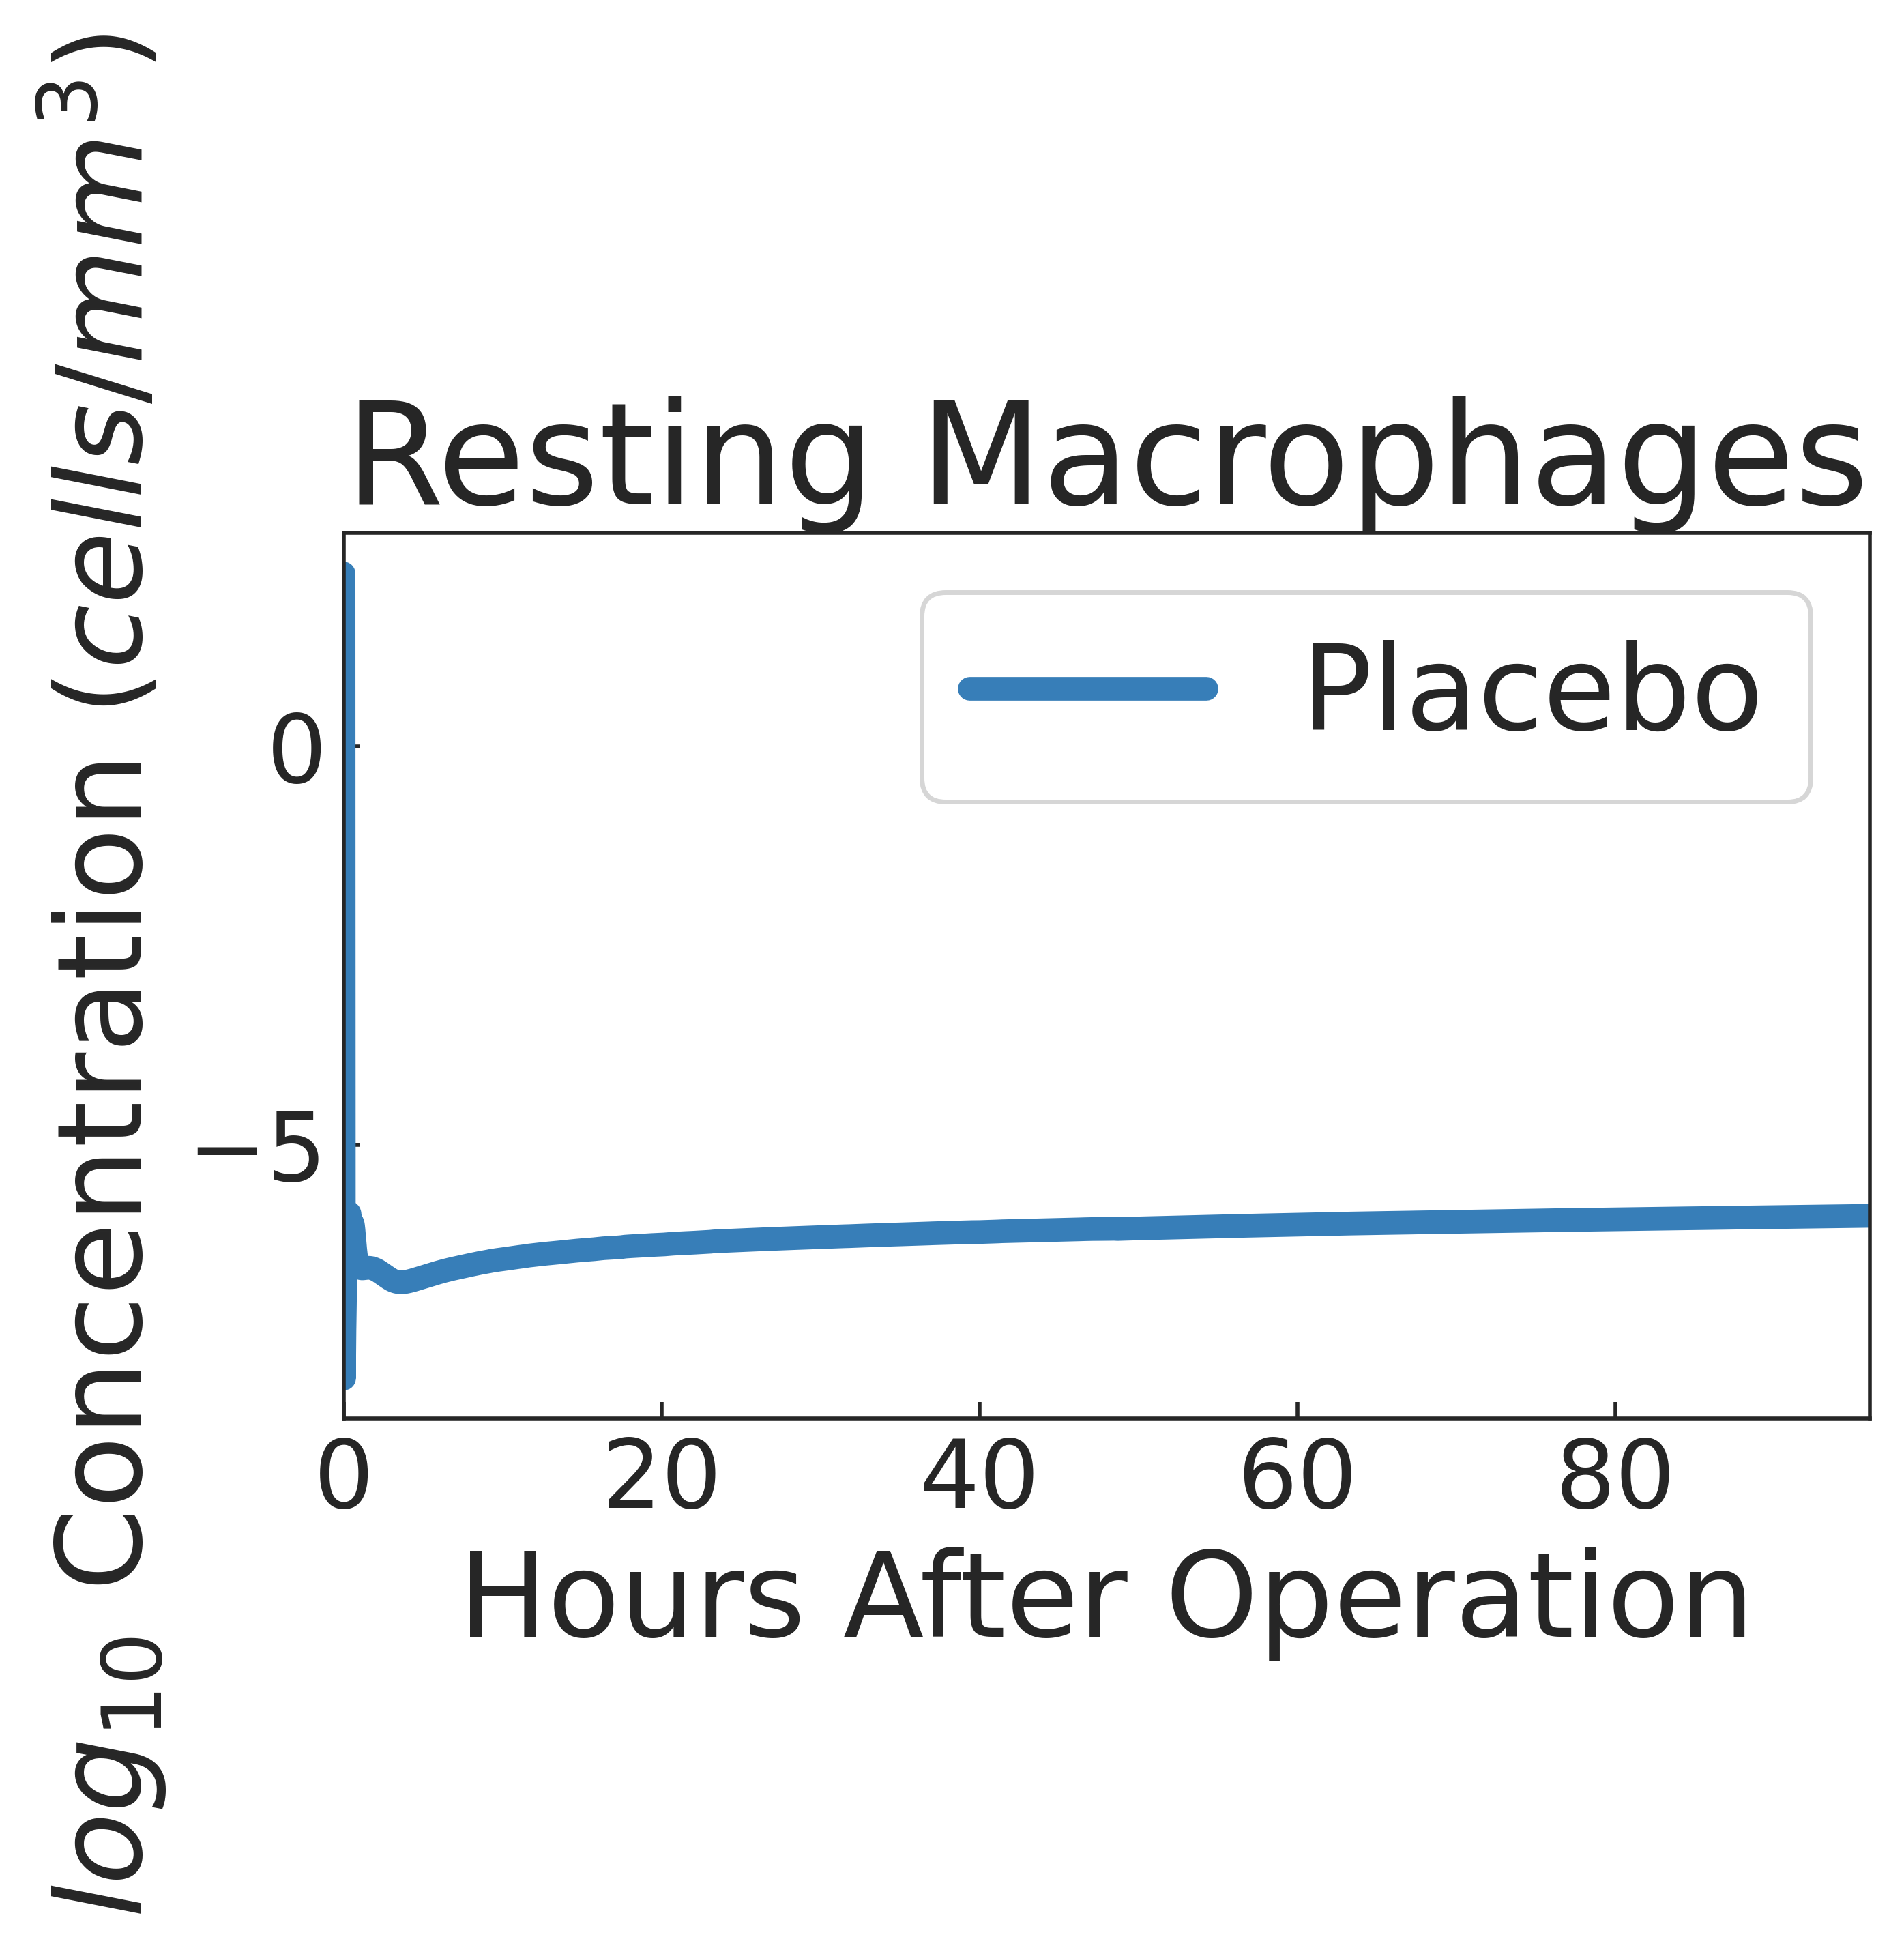 Resting Macrophages
log10 Concentration (cells/mm³)
Placebo
0
−5
0 20 40 60 80
Hours After Operation